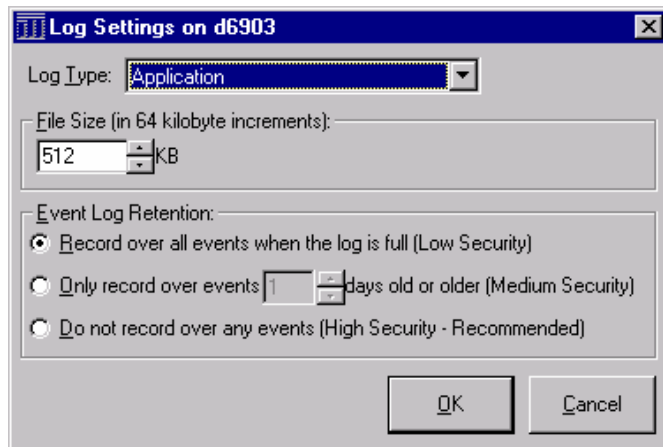 Log Settings on d6903
Log Type: Application
File Size (in 64 kilobyte increments):
512 KB
Event Log Retention:
Record over all events when the log is full (Low Security)
Only record over events 1 days old or older (Medium Security)
Do not record over any events (High Security - Recommended)
OK Cancel